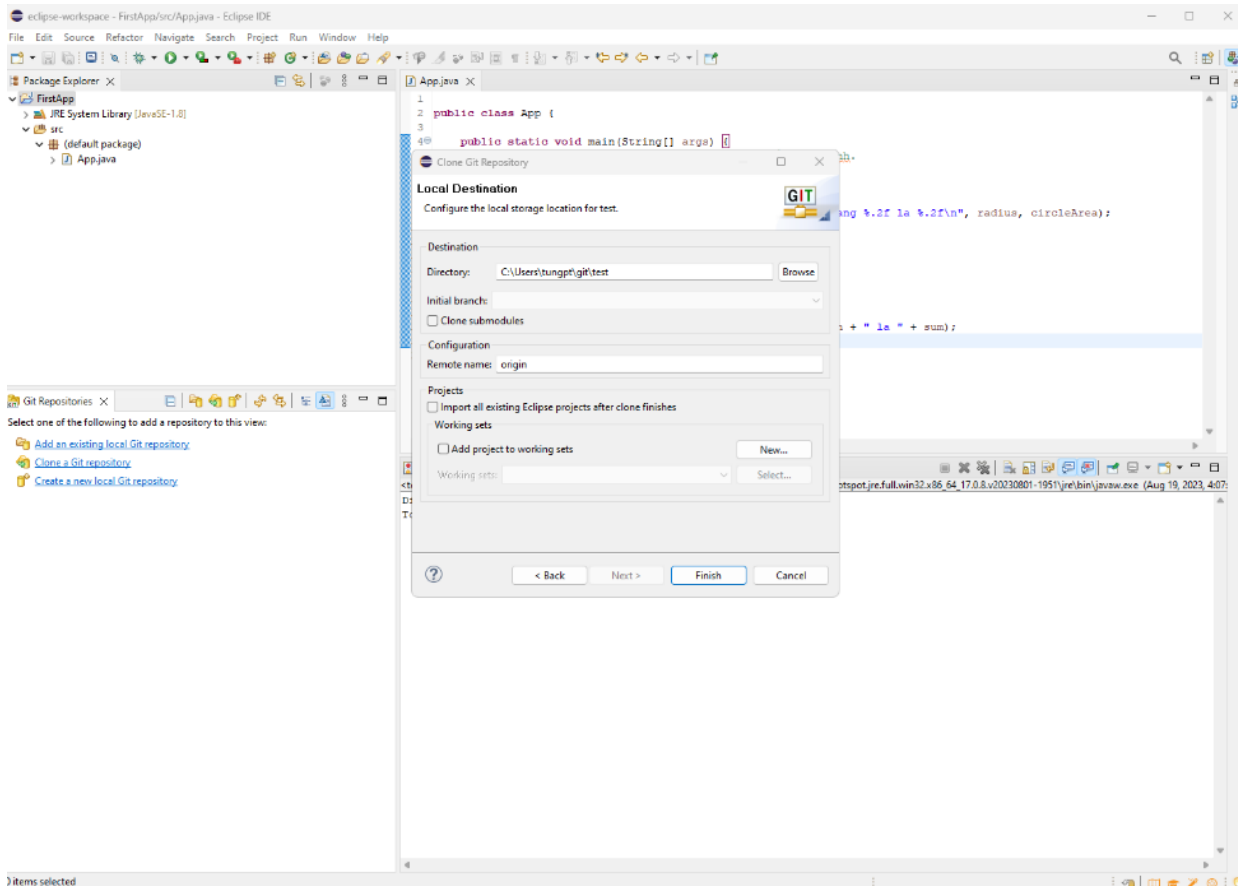 eclipse-workspace - FirstApp/src/App.java - Eclipse IDE
File Edit Source Refactor Navigate Search Project Run Window Help
Package Explorer
FirstApp
JRE System Library [JavaSE-1.8]
src
(default package)
App.java
App.java
1
2 public class App {
3
4 public static void main(String[] args) {
ang %.2f la %.2f\n", radius, circleArea);
+ " la " + sum);
Clone Git Repository
Local Destination
Configure the local storage location for test.
GIT
Destination
Directory: C:\Users\tungpt\git\test Browse
Initial branch:
Clone submodules
Configuration
Remote name: origin
Projects
Import all existing Eclipse projects after clone finishes
Working sets
Add project to working sets New...
Working sets: Select...
< Back Next > Finish Cancel
Git Repositories
Select one of the following to add a repository to this view:
Add an existing local Git repository
Clone a Git repository
Create a new local Git repository
otspot.jre.full.win32.x86_64_17.0.8.v20230801-1951\jre\bin\javaw.exe (Aug 19, 2023, 4:07:
items selected